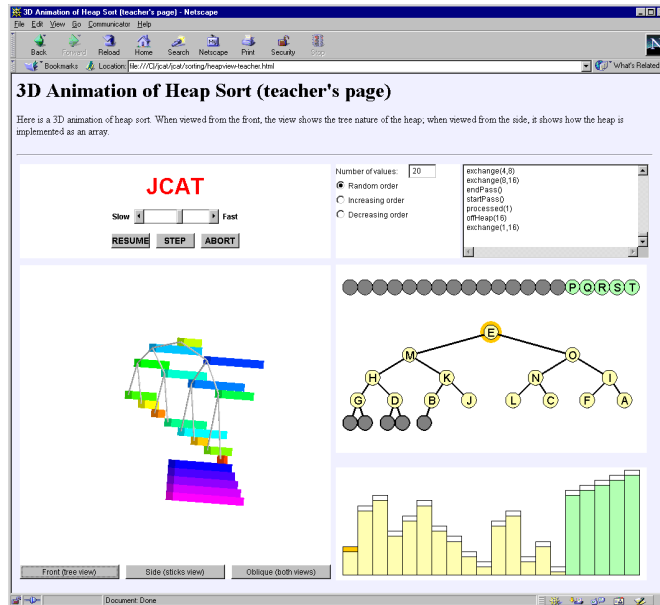 3D Animation of Heap Sort (teacher's page) - Netscape
File Edit View Go Communicator Help
Back Forward Reload Home Search Netscape Print Security Stop
Bookmarks Location: file:///C|/jcat/jcat/sorting/heapview-teacher.html What's Related
3D Animation of Heap Sort (teacher's page)
Here is a 3D animation of heap sort. When viewed from the front, the view shows the tree nature of the heap; when viewed from the side, it shows how the heap is
implemented as an array.
JCAT
Slow Fast
RESUME STEP ABORT
Number of values: 20
Random order
Increasing order
Decreasing order
exchange(4,8)
exchange(8,16)
endPass()
startPass()
processed(1)
offHeap(16)
exchange(1,16)
P Q R S T
E
M O
H K N I
G D B J L C F A
Front (tree view) Side (sticks view) Oblique (both views)
Document: Done